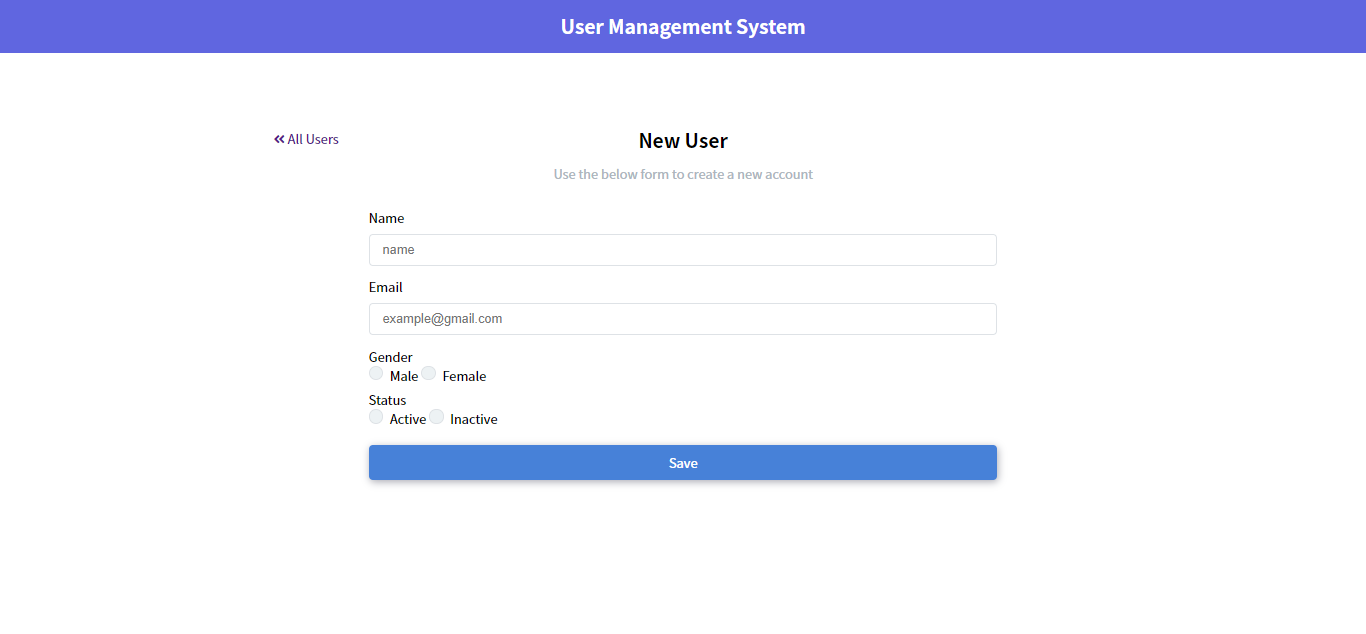 User Management System
« All Users
New User
Use the below form to create a new account
Name
name
Email
example@gmail.com
Gender
Male Female
Status
Active Inactive
Save